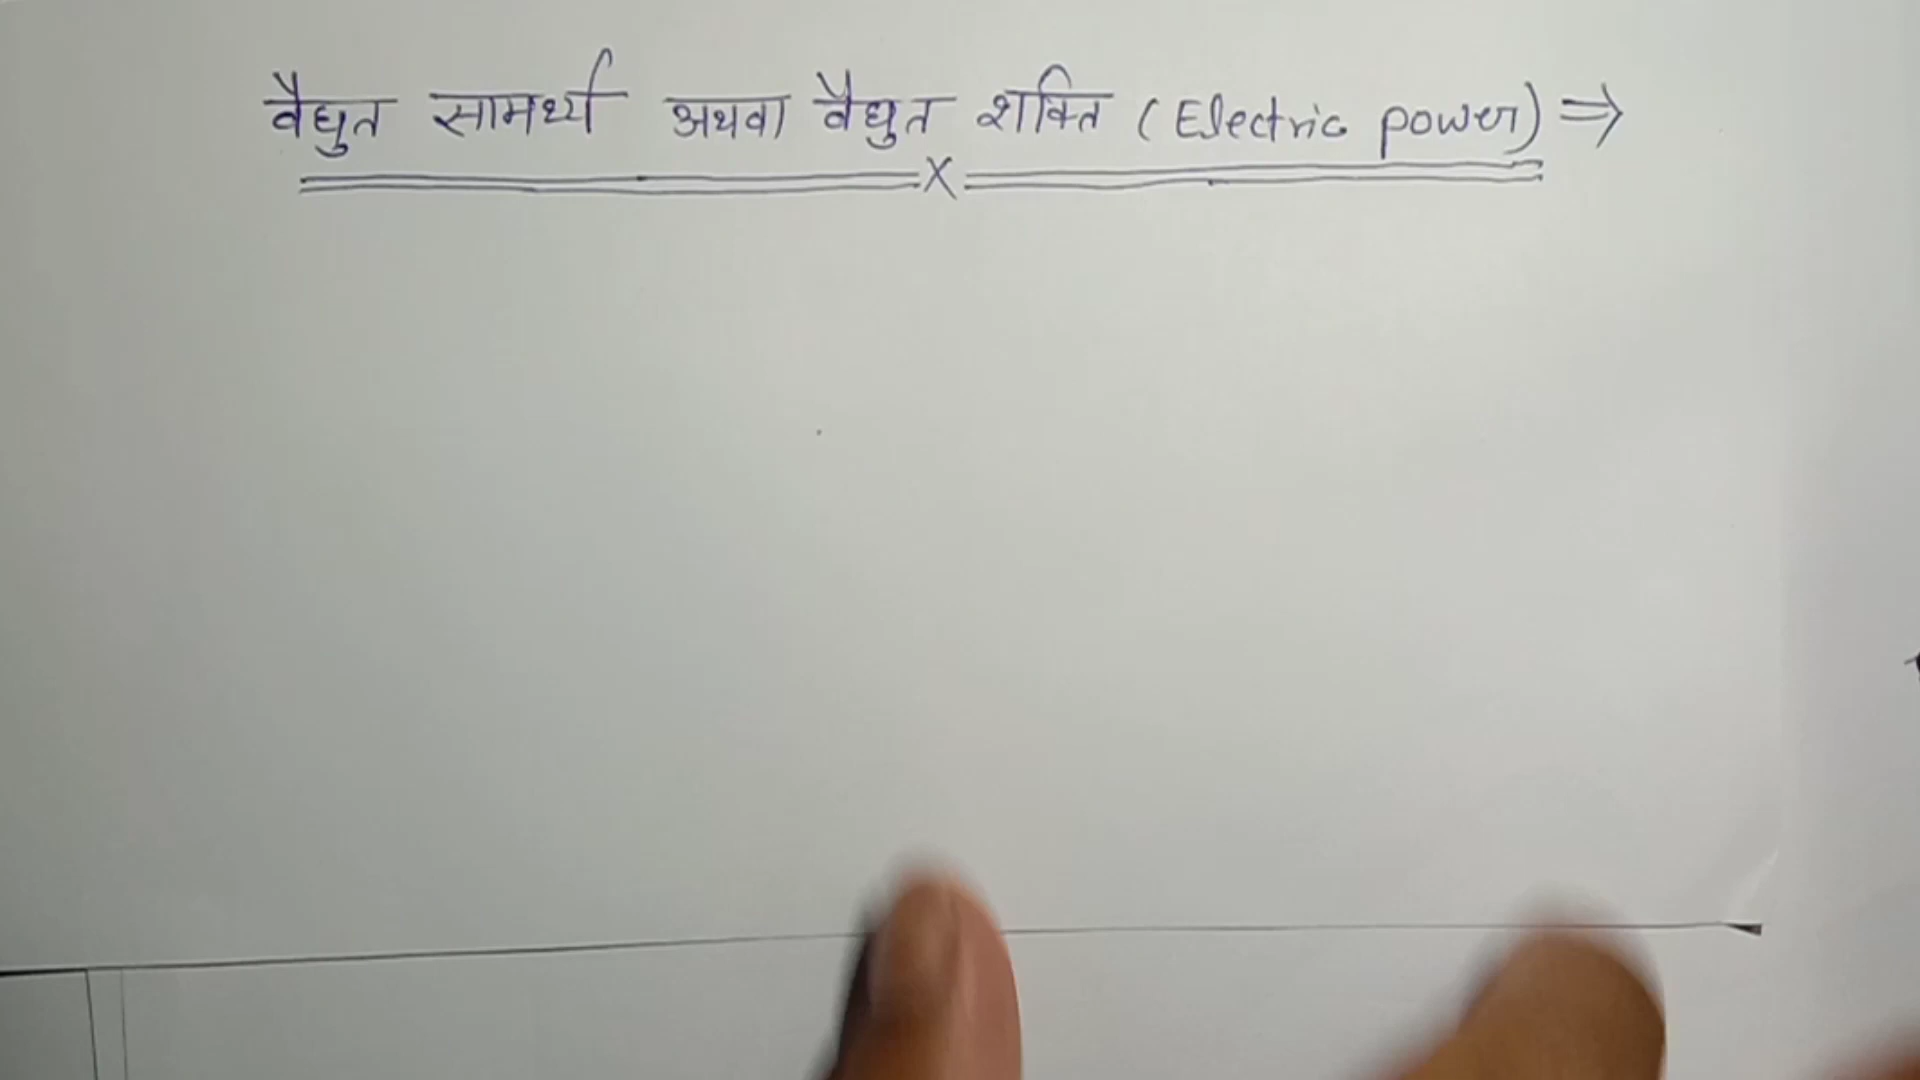 वैद्युत सामर्थ्य अथवा वैद्युत शक्ति (Electric power) ⇒
X